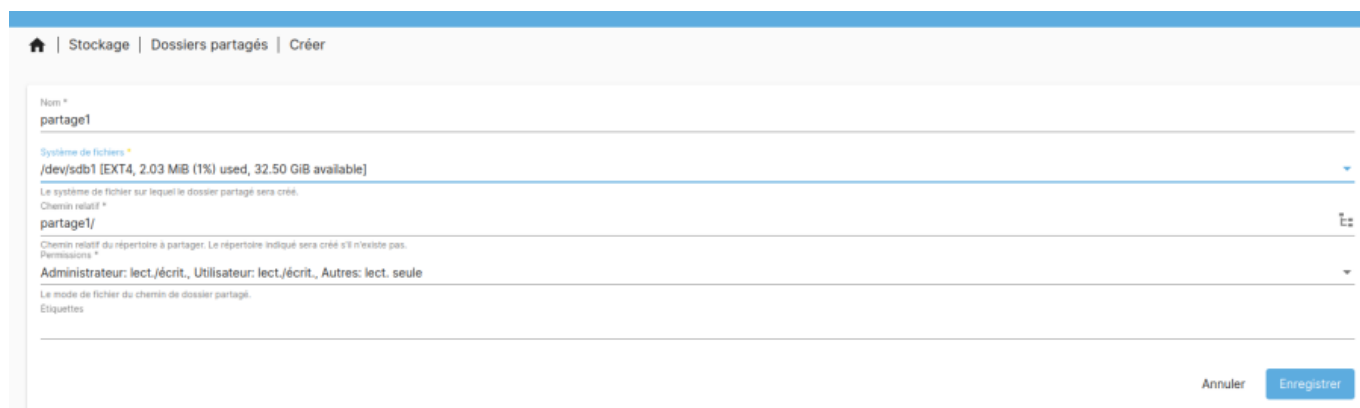 Stockage | Dossiers partagés | Créer
Nom *
partage1
Système de fichiers *
/dev/sdb1 [EXT4, 2.03 MiB (1%) used, 32.50 GiB available]
Le système de fichier sur lequel le dossier partagé sera créé.
Chemin relatif *
partage1/
Chemin relatif du répertoire à partager. Le répertoire indiqué sera créé s'il n'existe pas.
Permissions *
Administrateur: lect./écrit., Utilisateur: lect./écrit., Autres: lect. seule
Le mode de fichier du chemin de dossier partagé.
Étiquettes
Annuler Enregistrer